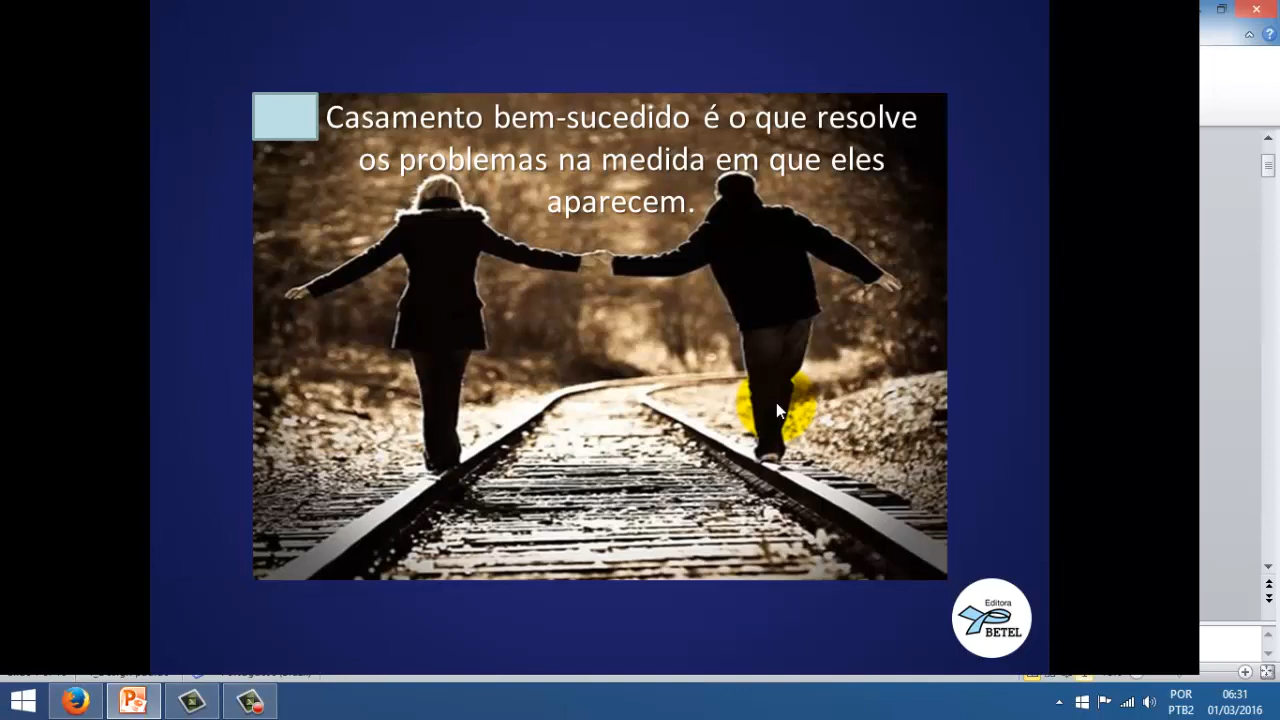 Casamento bem-sucedido é o que resolve
os problemas na medida em que eles
aparecem.
Editora
BETEL
POR
PTB2
06:31
01/03/2016